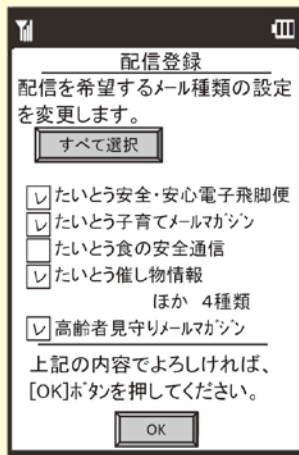 配信登録
配信を希望するメール種類の設定
を変更します。
すべて選択
たいとう安全・安心電子飛脚便
たいとう子育てメールマガジン
たいとう食の安全通信
たいとう催し物情報
ほか 4種類
高齢者見守りメールマガジン
上記の内容でよろしければ、
[OK]ボタンを押してください。
OK